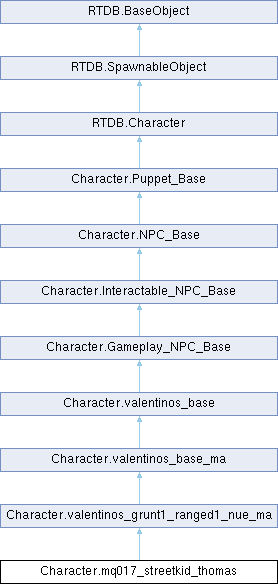 RTDB.BaseObject
RTDB.SpawnableObject
RTDB.Character
Character.Puppet_Base
Character.NPC_Base
Character.Interactable_NPC_Base
Character.Gameplay_NPC_Base
Character.valentinos_base
Character.valentinos_base_ma
Character.valentinos_grunt1_ranged1_nue_ma
Character.mq017_streetkid_thomas